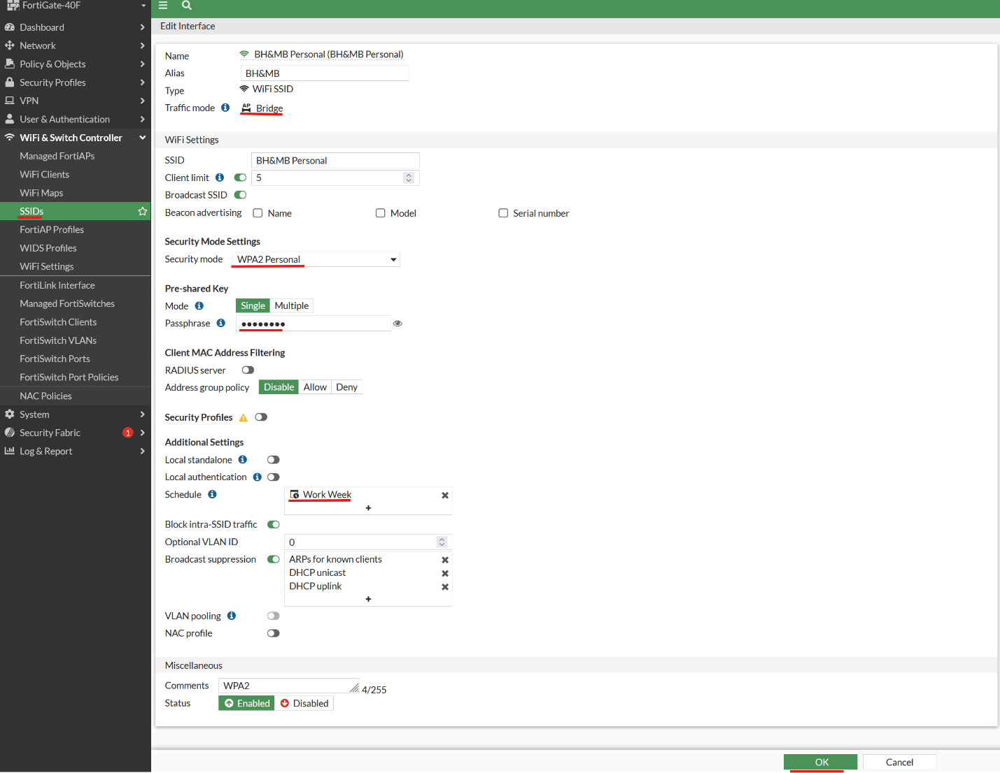 FortiGate-40F
Dashboard
Network
Policy & Objects
Security Profiles
VPN
User & Authentication
WiFi & Switch Controller
Managed FortiAPs
WiFi Clients
WiFi Maps
SSIDs
FortiAP Profiles
WIDS Profiles
WiFi Settings
FortiLink Interface
Managed FortiSwitches
FortiSwitch Clients
FortiSwitch VLANs
FortiSwitch Ports
FortiSwitch Port Policies
NAC Policies
System
Security Fabric 1
Log & Report
Edit Interface
Name BH&MB Personal (BH&MB Personal)
Alias BH&MB
Type WiFi SSID
Traffic mode AP Bridge
WiFi Settings
SSID BH&MB Personal
Client limit 5
Broadcast SSID
Beacon advertising Name Model Serial number
Security Mode Settings
Security mode WPA2 Personal
Pre-shared Key
Mode Single Multiple
Passphrase ●●●●●●●●
Client MAC Address Filtering
RADIUS server
Address group policy Disable Allow Deny
Security Profiles
Additional Settings
Local standalone
Local authentication
Schedule Work Week
+
Block intra-SSID traffic
Optional VLAN ID 0
Broadcast suppression ARPs for known clients
DHCP unicast
DHCP uplink
+
VLAN pooling
NAC profile
Miscellaneous
Comments WPA2 4/255
Status Enabled Disabled
OK Cancel